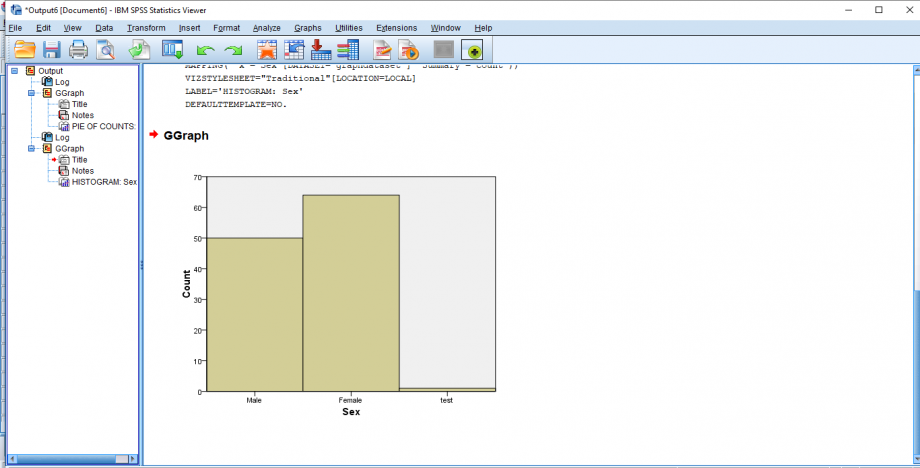 *Output6 [Document6] - IBM SPSS Statistics Viewer
File Edit View Data Transform Insert Format Analyze Graphs Utilities Extensions Window Help
Output
Log
GGraph
Title
Notes
PIE OF COUNTS:
Log
GGraph
Title
Notes
HISTOGRAM: Sex
VIZSTYLESHEET="Traditional"[LOCATION=LOCAL]
LABEL='HISTOGRAM: Sex'
DEFAULTTEMPLATE=NO.
GGraph
70
60
50
40
30
20
10
0
Count
Male Female test
Sex